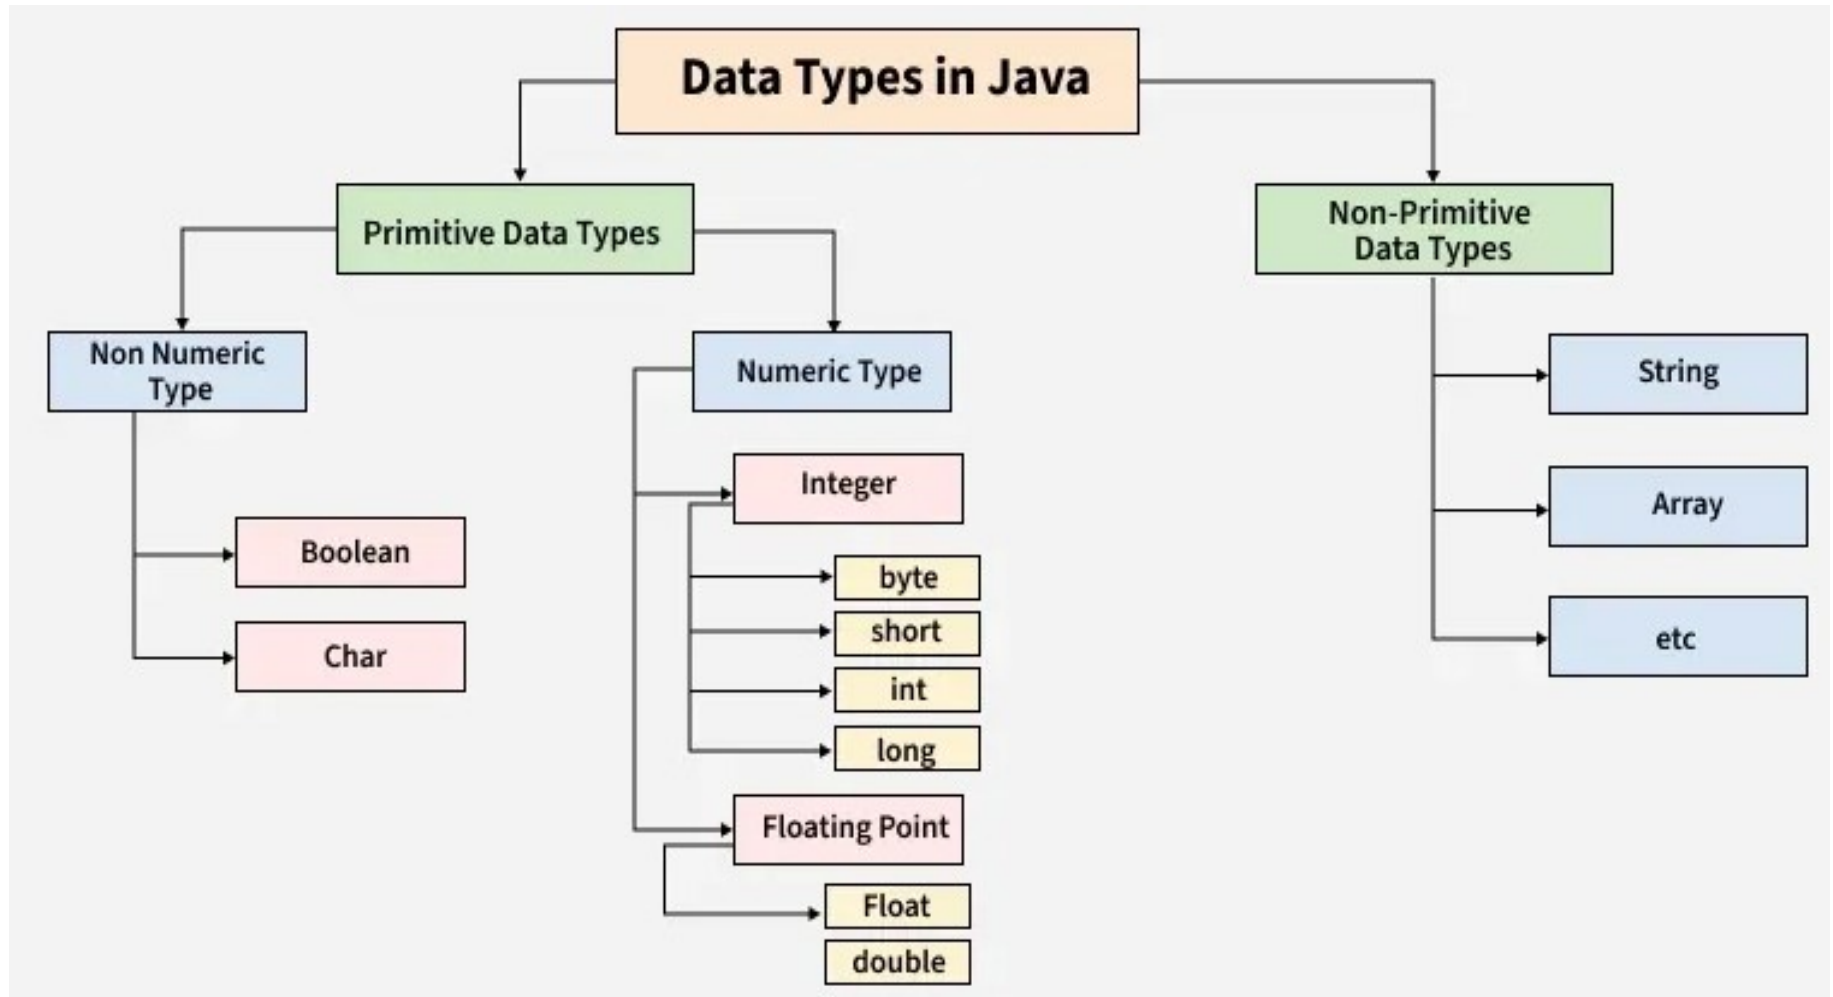 Data Types in Java
Primitive Data Types
Non-Primitive
Data Types
Non Numeric
Type
Numeric Type
String
Integer
Array
Boolean
byte
short
etc
Char
int
long
Floating Point
Float
double